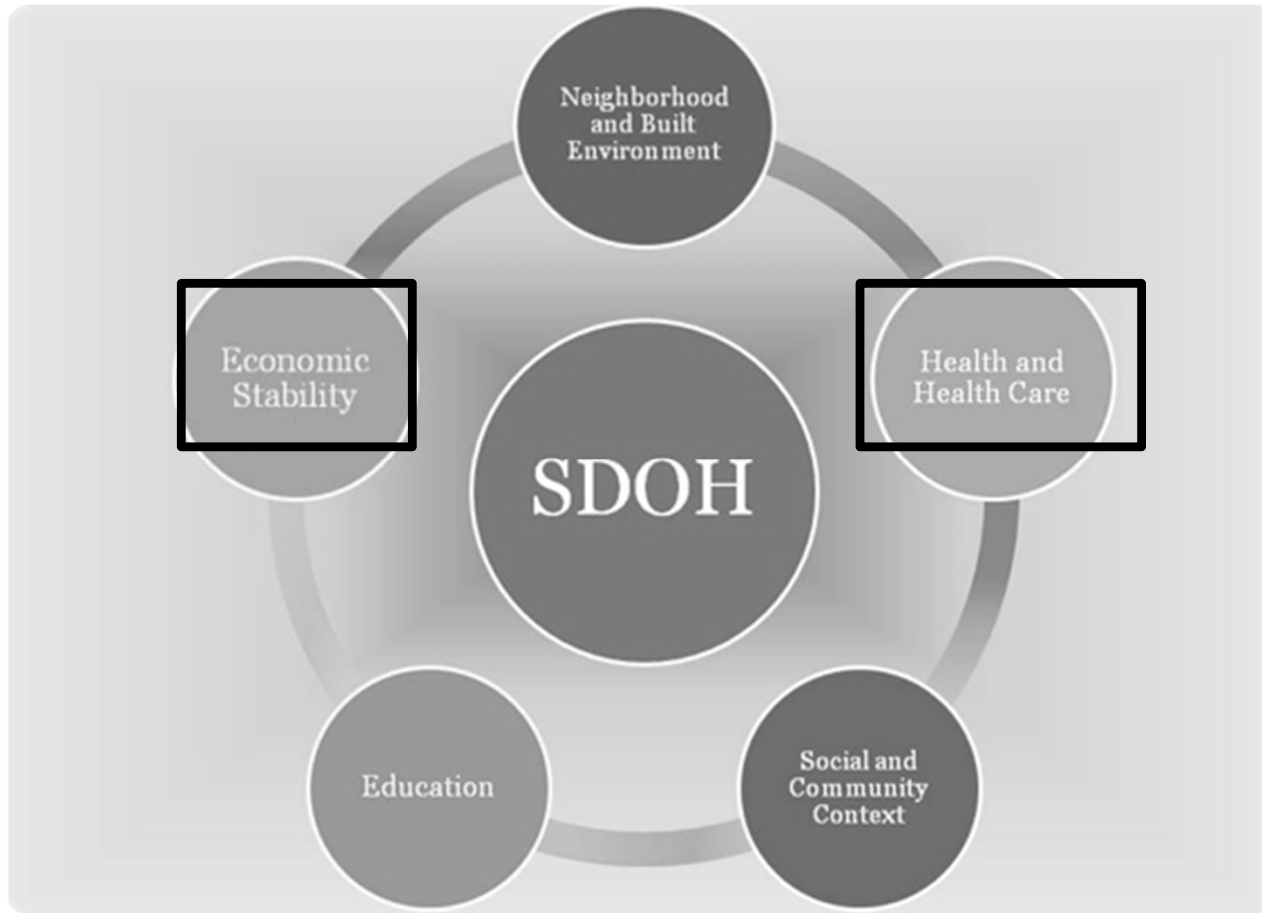 Neighborhood
and Built
Environment
Economic
Stability
Health and
Health Care
SDOH
Education
Social and
Community
Context